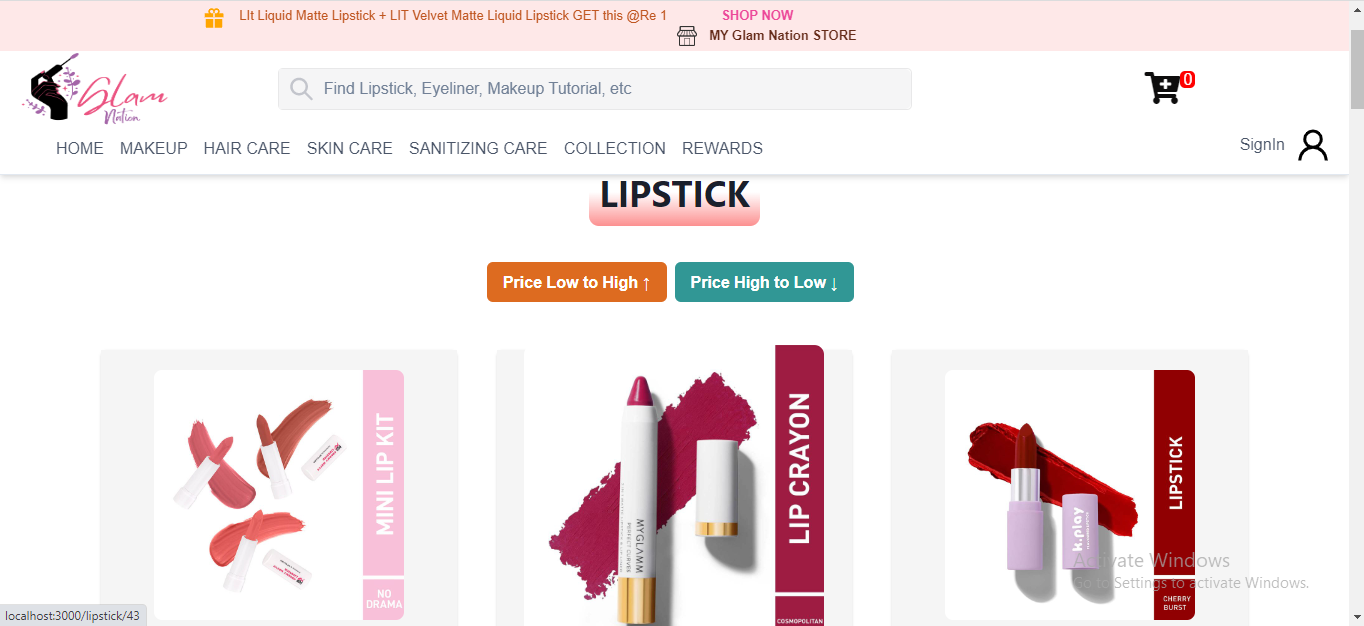 LIt Liquid Matte Lipstick + LIT Velvet Matte Liquid Lipstick GET this @Re 1
SHOP NOW
MY Glam Nation STORE
Glam
Nation
Find Lipstick, Eyeliner, Makeup Tutorial, etc
0
HOME MAKEUP HAIR CARE SKIN CARE SANITIZING CARE COLLECTION REWARDS
SignIn
LIPSTICK
Price Low to High ↑
Price High to Low ↓
MINI LIP KIT
NO
DRAMA
LIP CRAYON
COSMOPOLITAN
MYGLAMM
LIPSTICK
CHERRY
BURST
k.play
Activate Windows
Go to Settings to activate Windows.
localhost:3000/lipstick/43